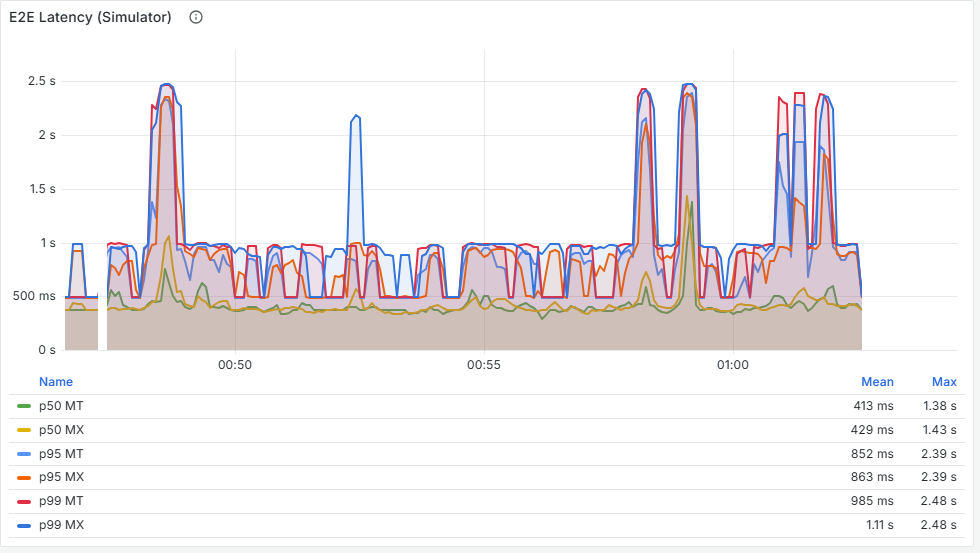 E2E Latency (Simulator)
2.5 s
2 s
1.5 s
1 s
500 ms
0 s
00:50 00:55 01:00
Name Mean Max
p50 MT 413 ms 1.38 s
p50 MX 429 ms 1.43 s
p95 MT 852 ms 2.39 s
p95 MX 863 ms 2.39 s
p99 MT 985 ms 2.48 s
p99 MX 1.11 s 2.48 s